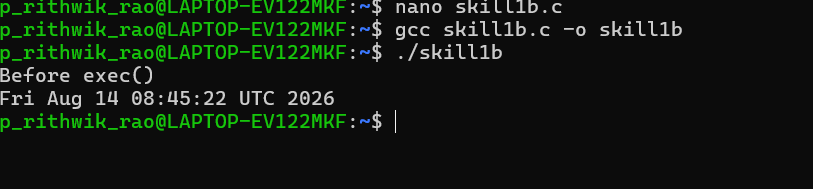 p_rithwik_rao@LAPTOP-EV122MKF:~$ nano skill1b.c
p_rithwik_rao@LAPTOP-EV122MKF:~$ gcc skill1b.c -o skill1b
p_rithwik_rao@LAPTOP-EV122MKF:~$ ./skill1b
Before exec()
Fri Aug 14 08:45:22 UTC 2026
p_rithwik_rao@LAPTOP-EV122MKF:~$